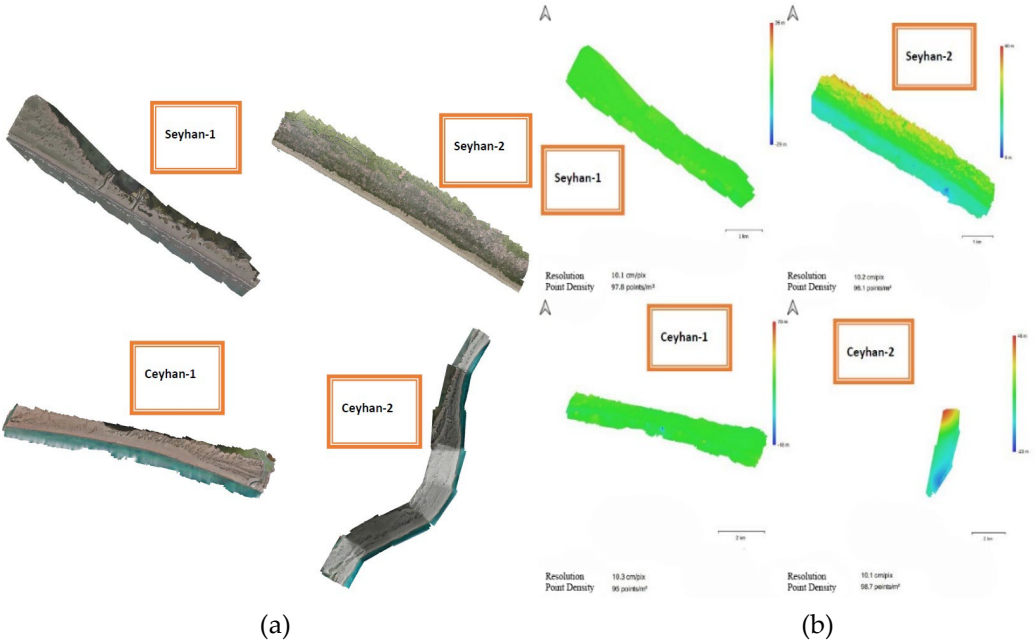 Seyhan-1
Seyhan-2
Ceyhan-1
Ceyhan-2
(a)
Seyhan-1
Resolution 10.1 cm/pix
Point Density 97.8 points/m²
Seyhan-2
Resolution 10.2 cm/pix
Point Density 96.1 points/m²
Ceyhan-1
2 km
Resolution 10.3 cm/pix
Point Density 95 points/m²
Ceyhan-2
Resolution 10.1 cm/pix
Point Density 98.7 points/m²
(b)